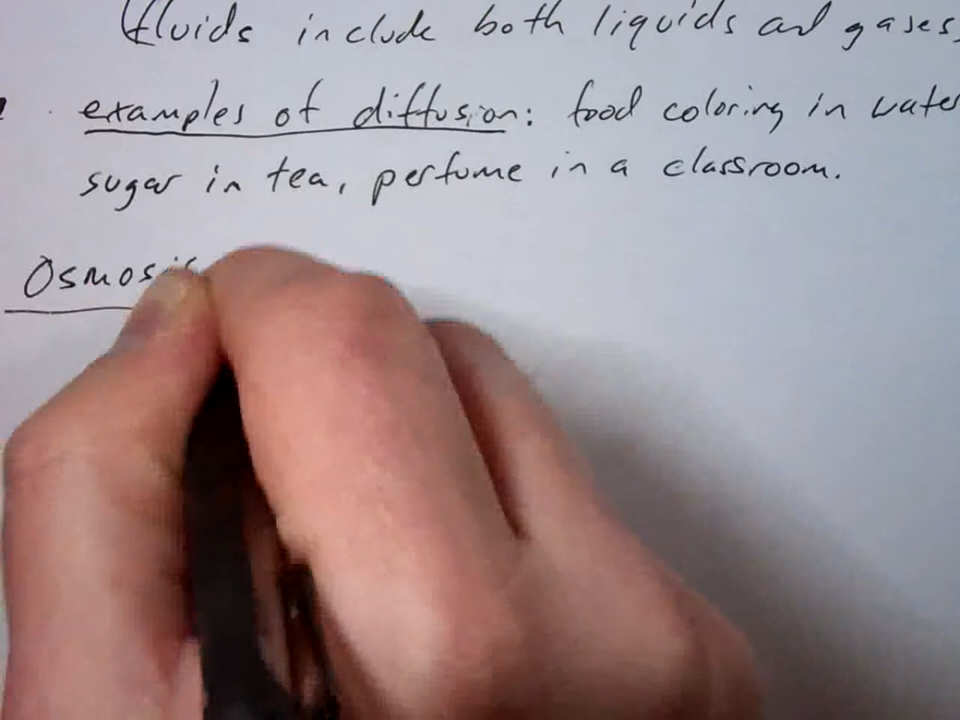 (fluids include both liquids and gases,
examples of diffusion: food coloring in water
sugar in tea, perfume in a classroom.
Osmosis